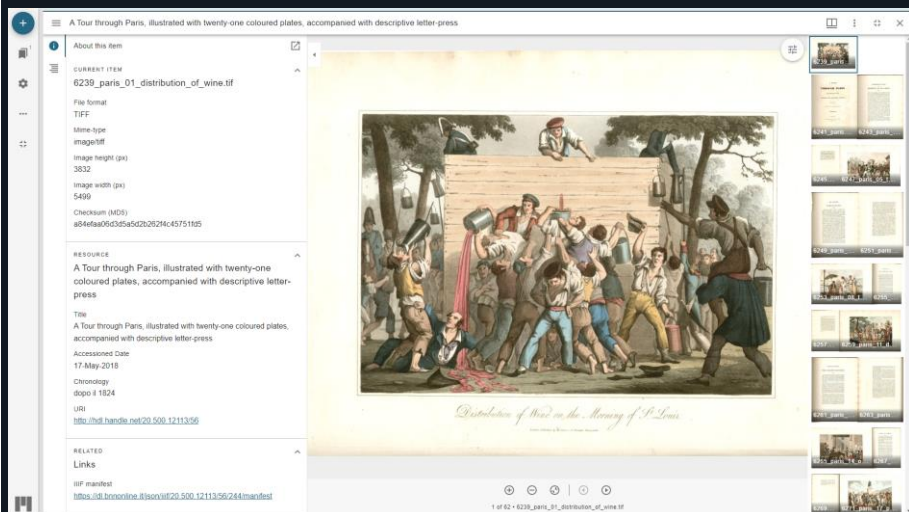 A Tour through Paris, illustrated with twenty-one coloured plates, accompanied with descriptive letter-press
About this item
CURRENT ITEM
6239_paris_01_distribution_of_wine.tif
File format
TIFF
Mime-type
image/tiff
Image height (px)
3832
Image width (px)
5499
Checksum (MD5)
RESOURCE
A Tour through Paris, illustrated with twenty-one
coloured plates, accompanied with descriptive letter-
press
Title
A Tour through Paris, illustrated with twenty-one coloured plates,
accompanied with descriptive letter-press
Accessioned Date
17-May-2018
Chronology
dopo il 1824
URI
http://hdl.handle.net/20.500.12113/56
RELATED
Links
IIIF manifest
https://dl.bnnonline.it/json/iiif/20.500.12113/56/244/manifest
Distribution of Wine on the Morning of St. Louis
1 of 62 • 6239_paris_01_distribution_of_wine.tif
6239_paris_
6241_paris_ 6243_paris_
6249_paris_ 6251_paris_